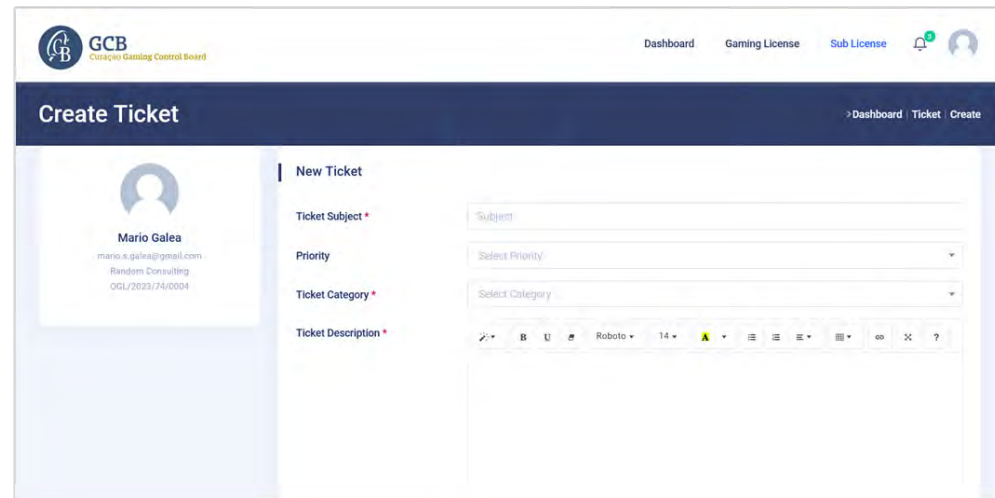 GCB
Curaçao Gaming Control Board
Dashboard Gaming License Sub License
Create Ticket
>Dashboard | Ticket | Create
Mario Galea
mario.s.galea@gmail.com
Random Consulting
OGL/2023/74/0004
New Ticket
Ticket Subject *
Subject
Priority
Select Priority
Ticket Category *
Select Category
Ticket Description *
B U Roboto 14 A ?